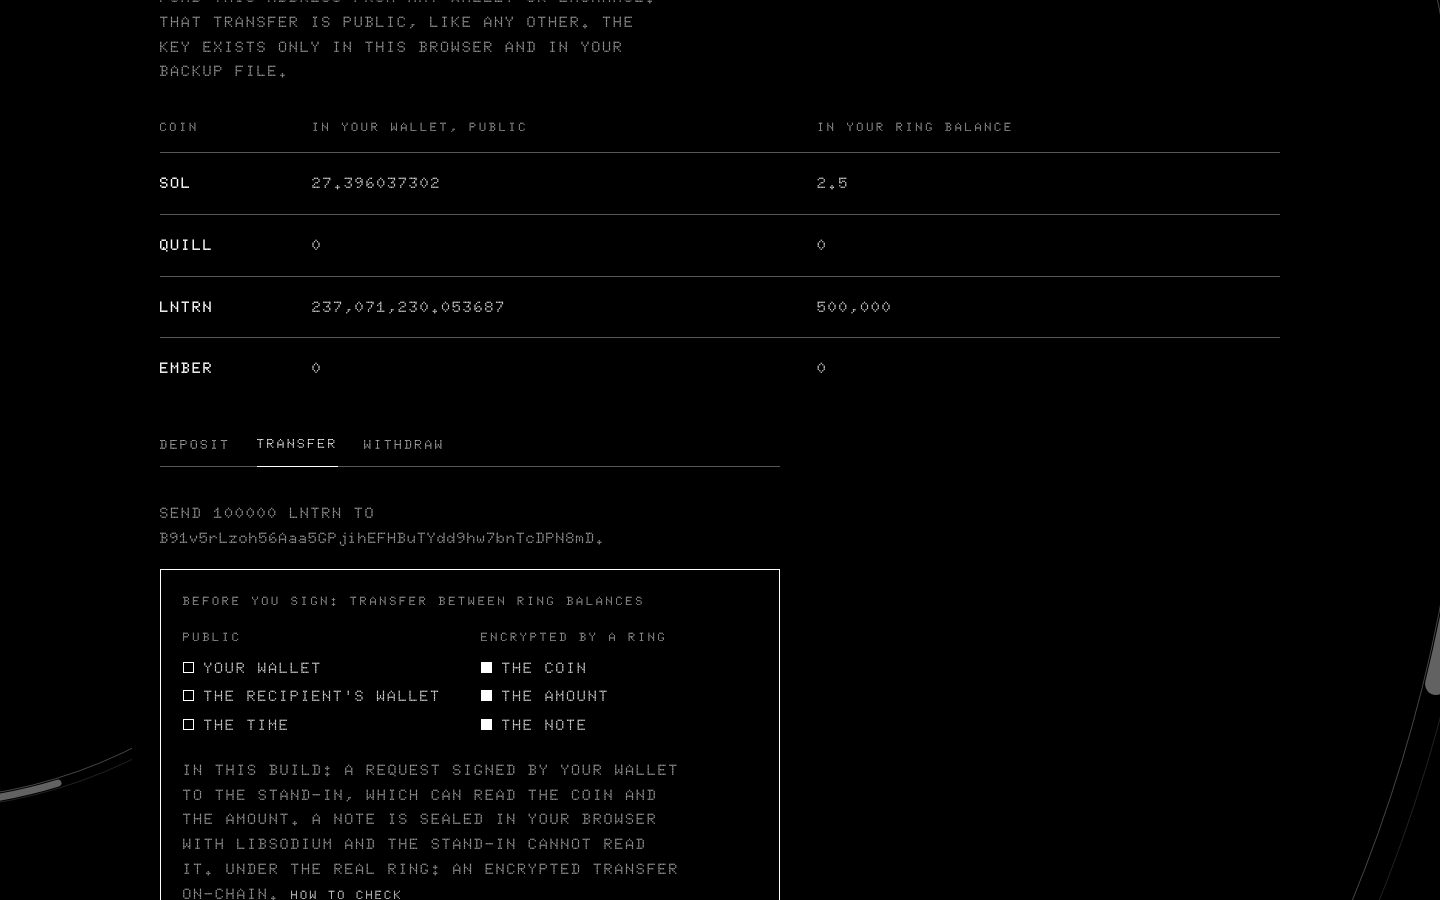 THAT TRANSFER IS PUBLIC, LIKE ANY OTHER. THE
KEY EXISTS ONLY IN THIS BROWSER AND IN YOUR
BACKUP FILE.
COIN IN YOUR WALLET, PUBLIC IN YOUR RING BALANCE
SOL 27.396037302 2.5
QUILL 0 0
LNTRN 237,071,230.053687 500,000
EMBER 0 0
DEPOSIT TRANSFER WITHDRAW
SEND 100000 LNTRN TO
B91v5rLzoh56Aaa5GPjihEFHBuTYdd9hw7bnTcDPN8mD.
BEFORE YOU SIGN: TRANSFER BETWEEN RING BALANCES
PUBLIC ENCRYPTED BY A RING
YOUR WALLET THE COIN
THE RECIPIENT'S WALLET THE AMOUNT
THE TIME THE NOTE
IN THIS BUILD: A REQUEST SIGNED BY YOUR WALLET
TO THE STAND-IN, WHICH CAN READ THE COIN AND
THE AMOUNT. A NOTE IS SEALED IN YOUR BROWSER
WITH LIBSODIUM AND THE STAND-IN CANNOT READ
IT. UNDER THE REAL RING: AN ENCRYPTED TRANSFER
ON-CHAIN. HOW TO CHECK